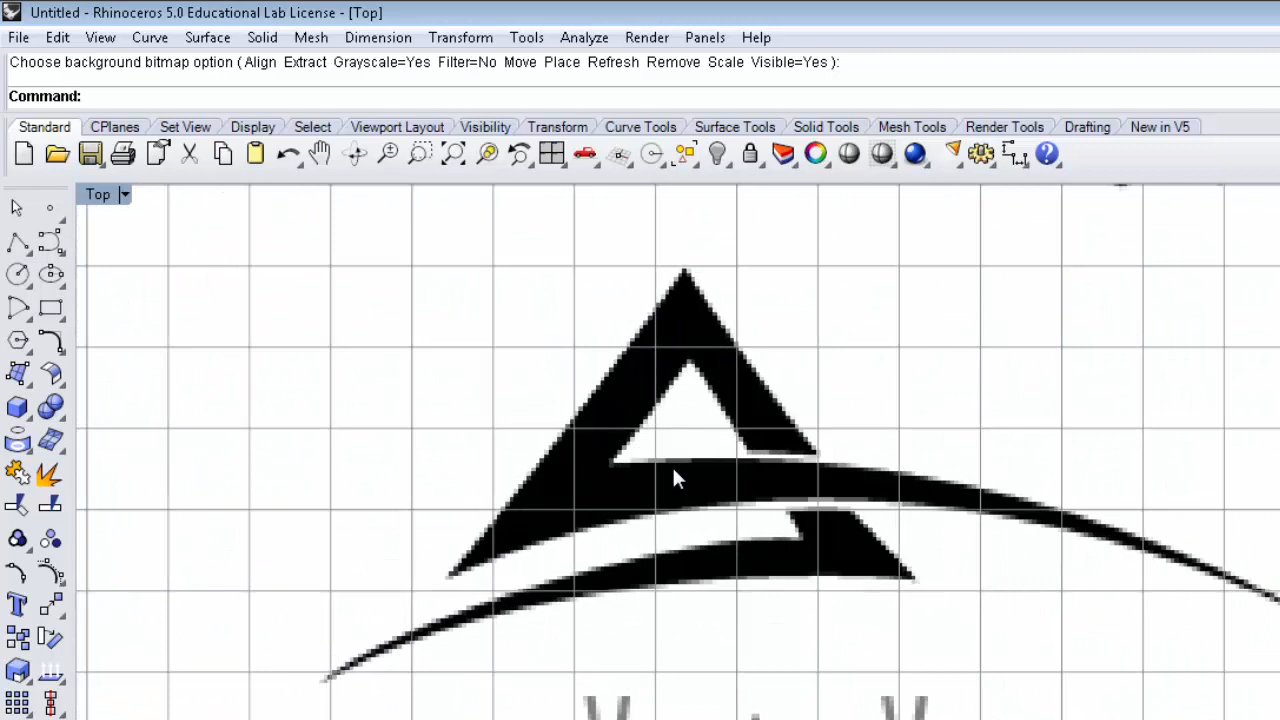 Untitled - Rhinoceros 5.0 Educational Lab License - [Top]
File Edit View Curve Surface Solid Mesh Dimension Transform Tools Analyze Render Panels Help
Choose background bitmap option ( Align Extract Grayscale=Yes Filter=No Move Place Refresh Remove Scale Visible=Yes ):
Command:
Standard CPlanes Set View Display Select Viewport Layout Visibility Transform Curve Tools Surface Tools Solid Tools Mesh Tools Render Tools Drafting New in V5
Top